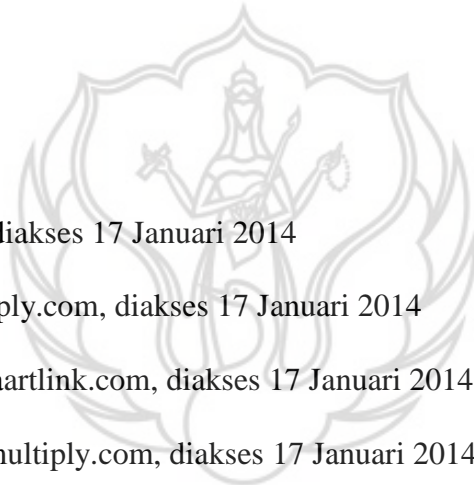 diakses 17 Januari 2014
ply.com, diakses 17 Januari 2014
artlink.com, diakses 17 Januari 2014
multiply.com, diakses 17 Januari 2014